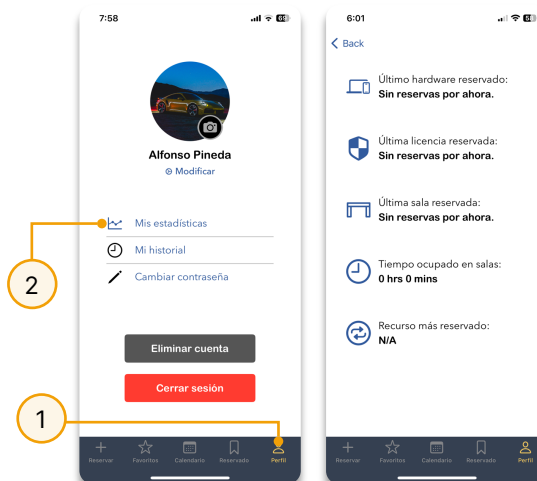 7:58
Alfonso Pineda
Modificar
Mis estadísticas
Mi historial
Cambiar contraseña
Eliminar cuenta
Cerrar sesión
Reservar Favoritos Calendario Reservado Perfil
2
1
6:01
Back
Último hardware reservado:
Sin reservas por ahora.
Última licencia reservada:
Sin reservas por ahora.
Última sala reservada:
Sin reservas por ahora.
Tiempo ocupado en salas:
0 hrs 0 mins
Recurso más reservado:
N/A
Reservar Favoritos Calendario Reservado Perfil